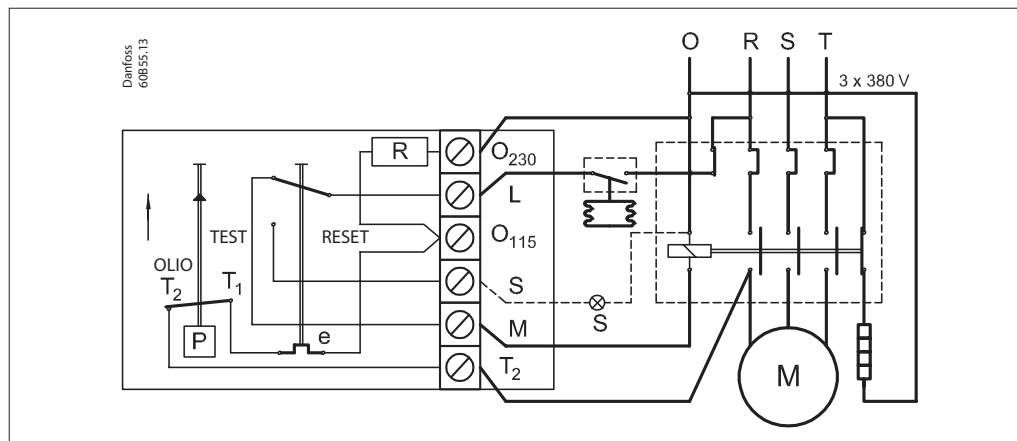 Danfoss
60B55.13
O R S T
3 x 380 V
R
O230
L
TEST RESET
O115
OLIO
T2 T1
S
S
P
e
M
T2
M